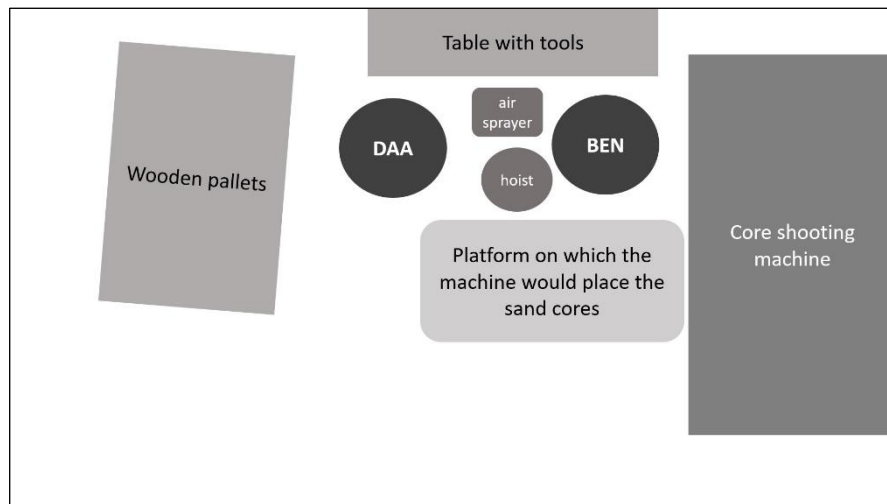 Table with tools
air
sprayer
DAA
BEN
Wooden pallets
hoist
Core shooting
machine
Platform on which the
machine would place the
sand cores